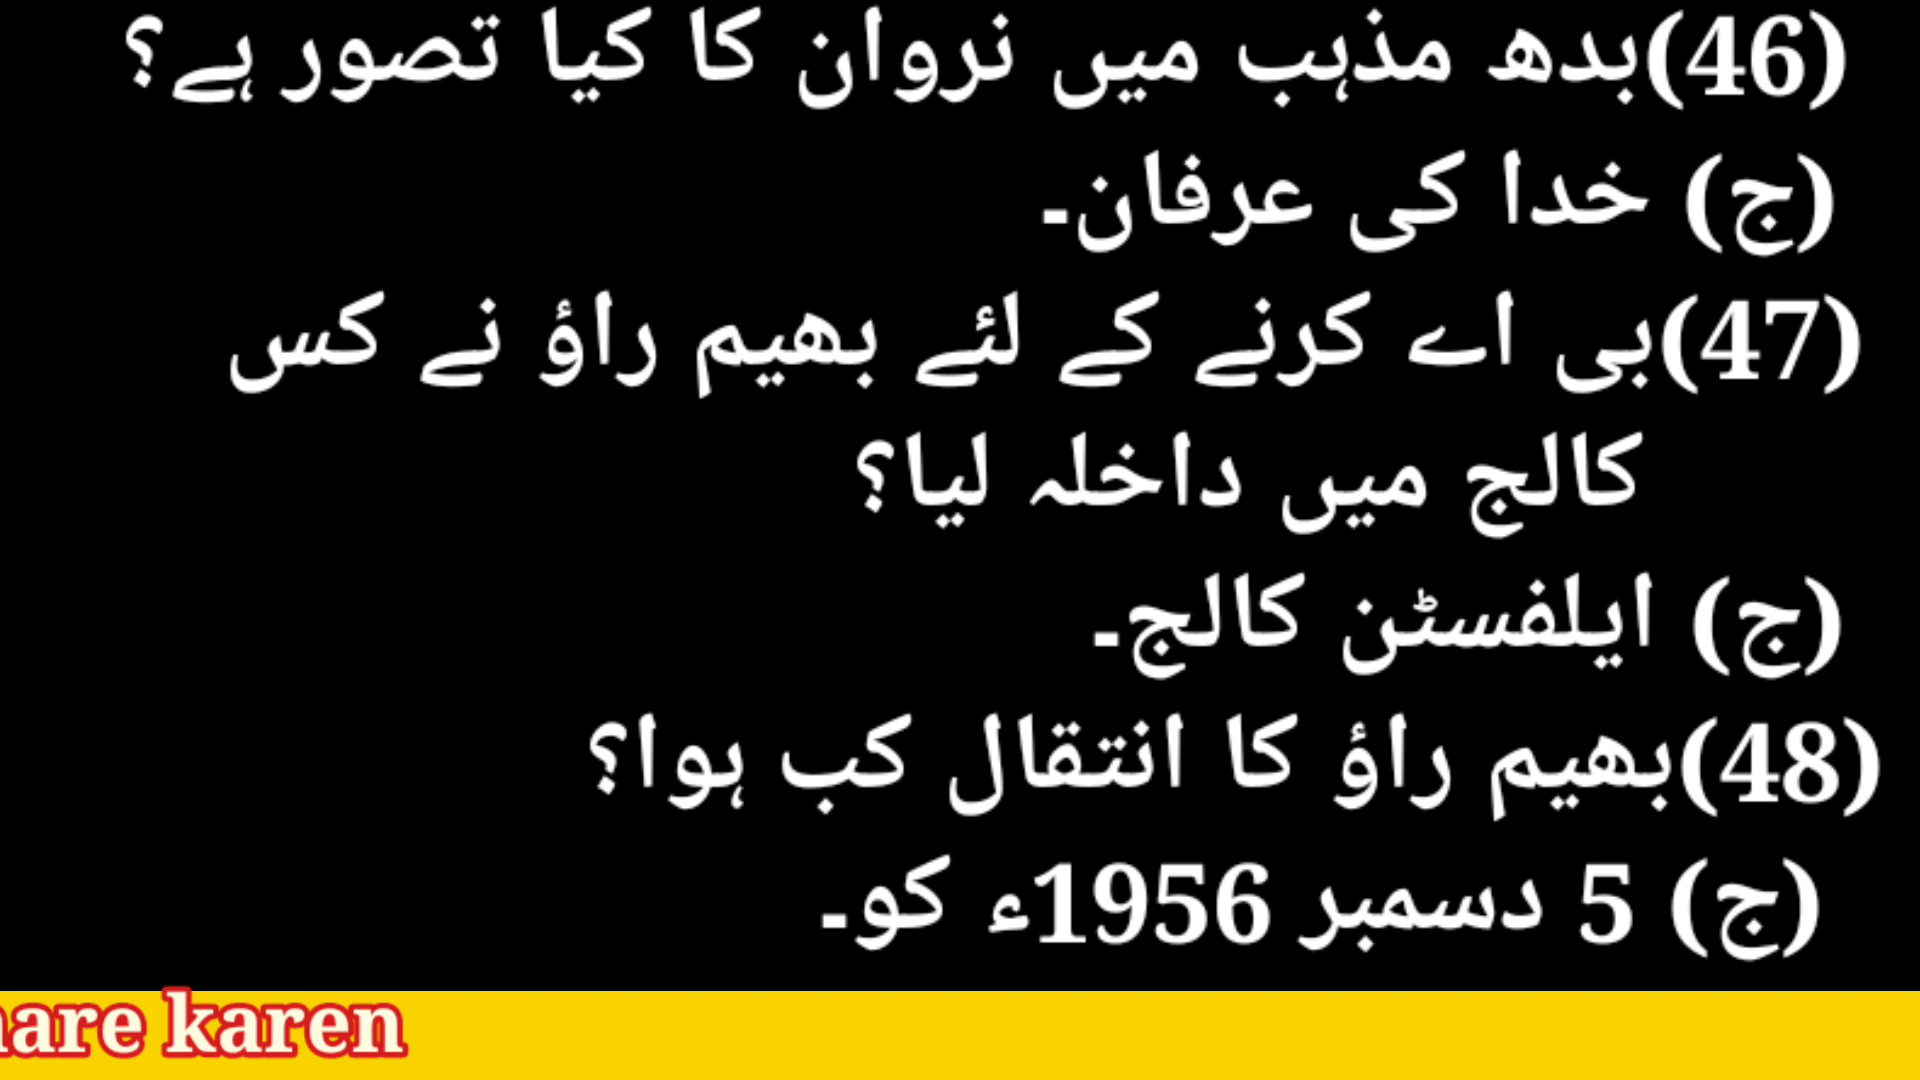 (46)بدھ مذہب میں نروان کا کیا تصور ہے؟
(ج) خدا کی عرفان۔
(47)بی اے کرنے کے لئے بھیم راؤ نے کس
کالج میں داخلہ لیا؟
(ج) ایلفسٹن کالج۔
(48)بھیم راؤ کا انتقال کب ہوا؟
(ج) 5 دسمبر 1956ء کو۔
karen